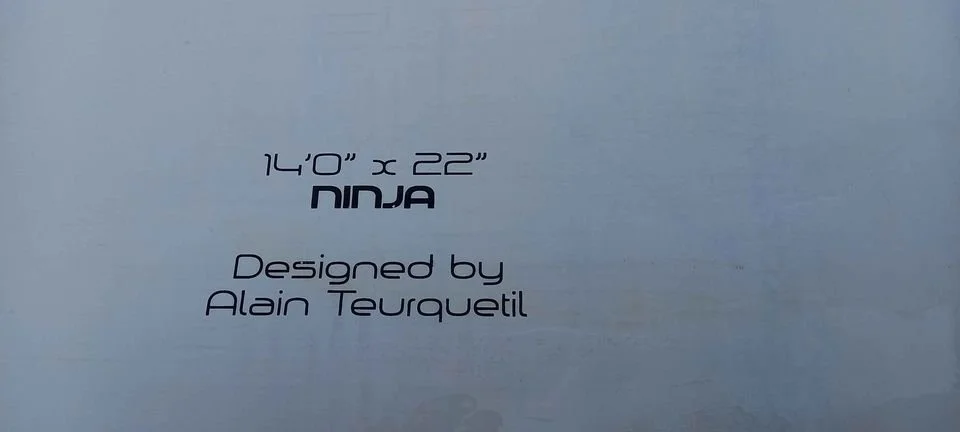 14'0" x 22"
NINJA
Designed by
Alain Teurquetil